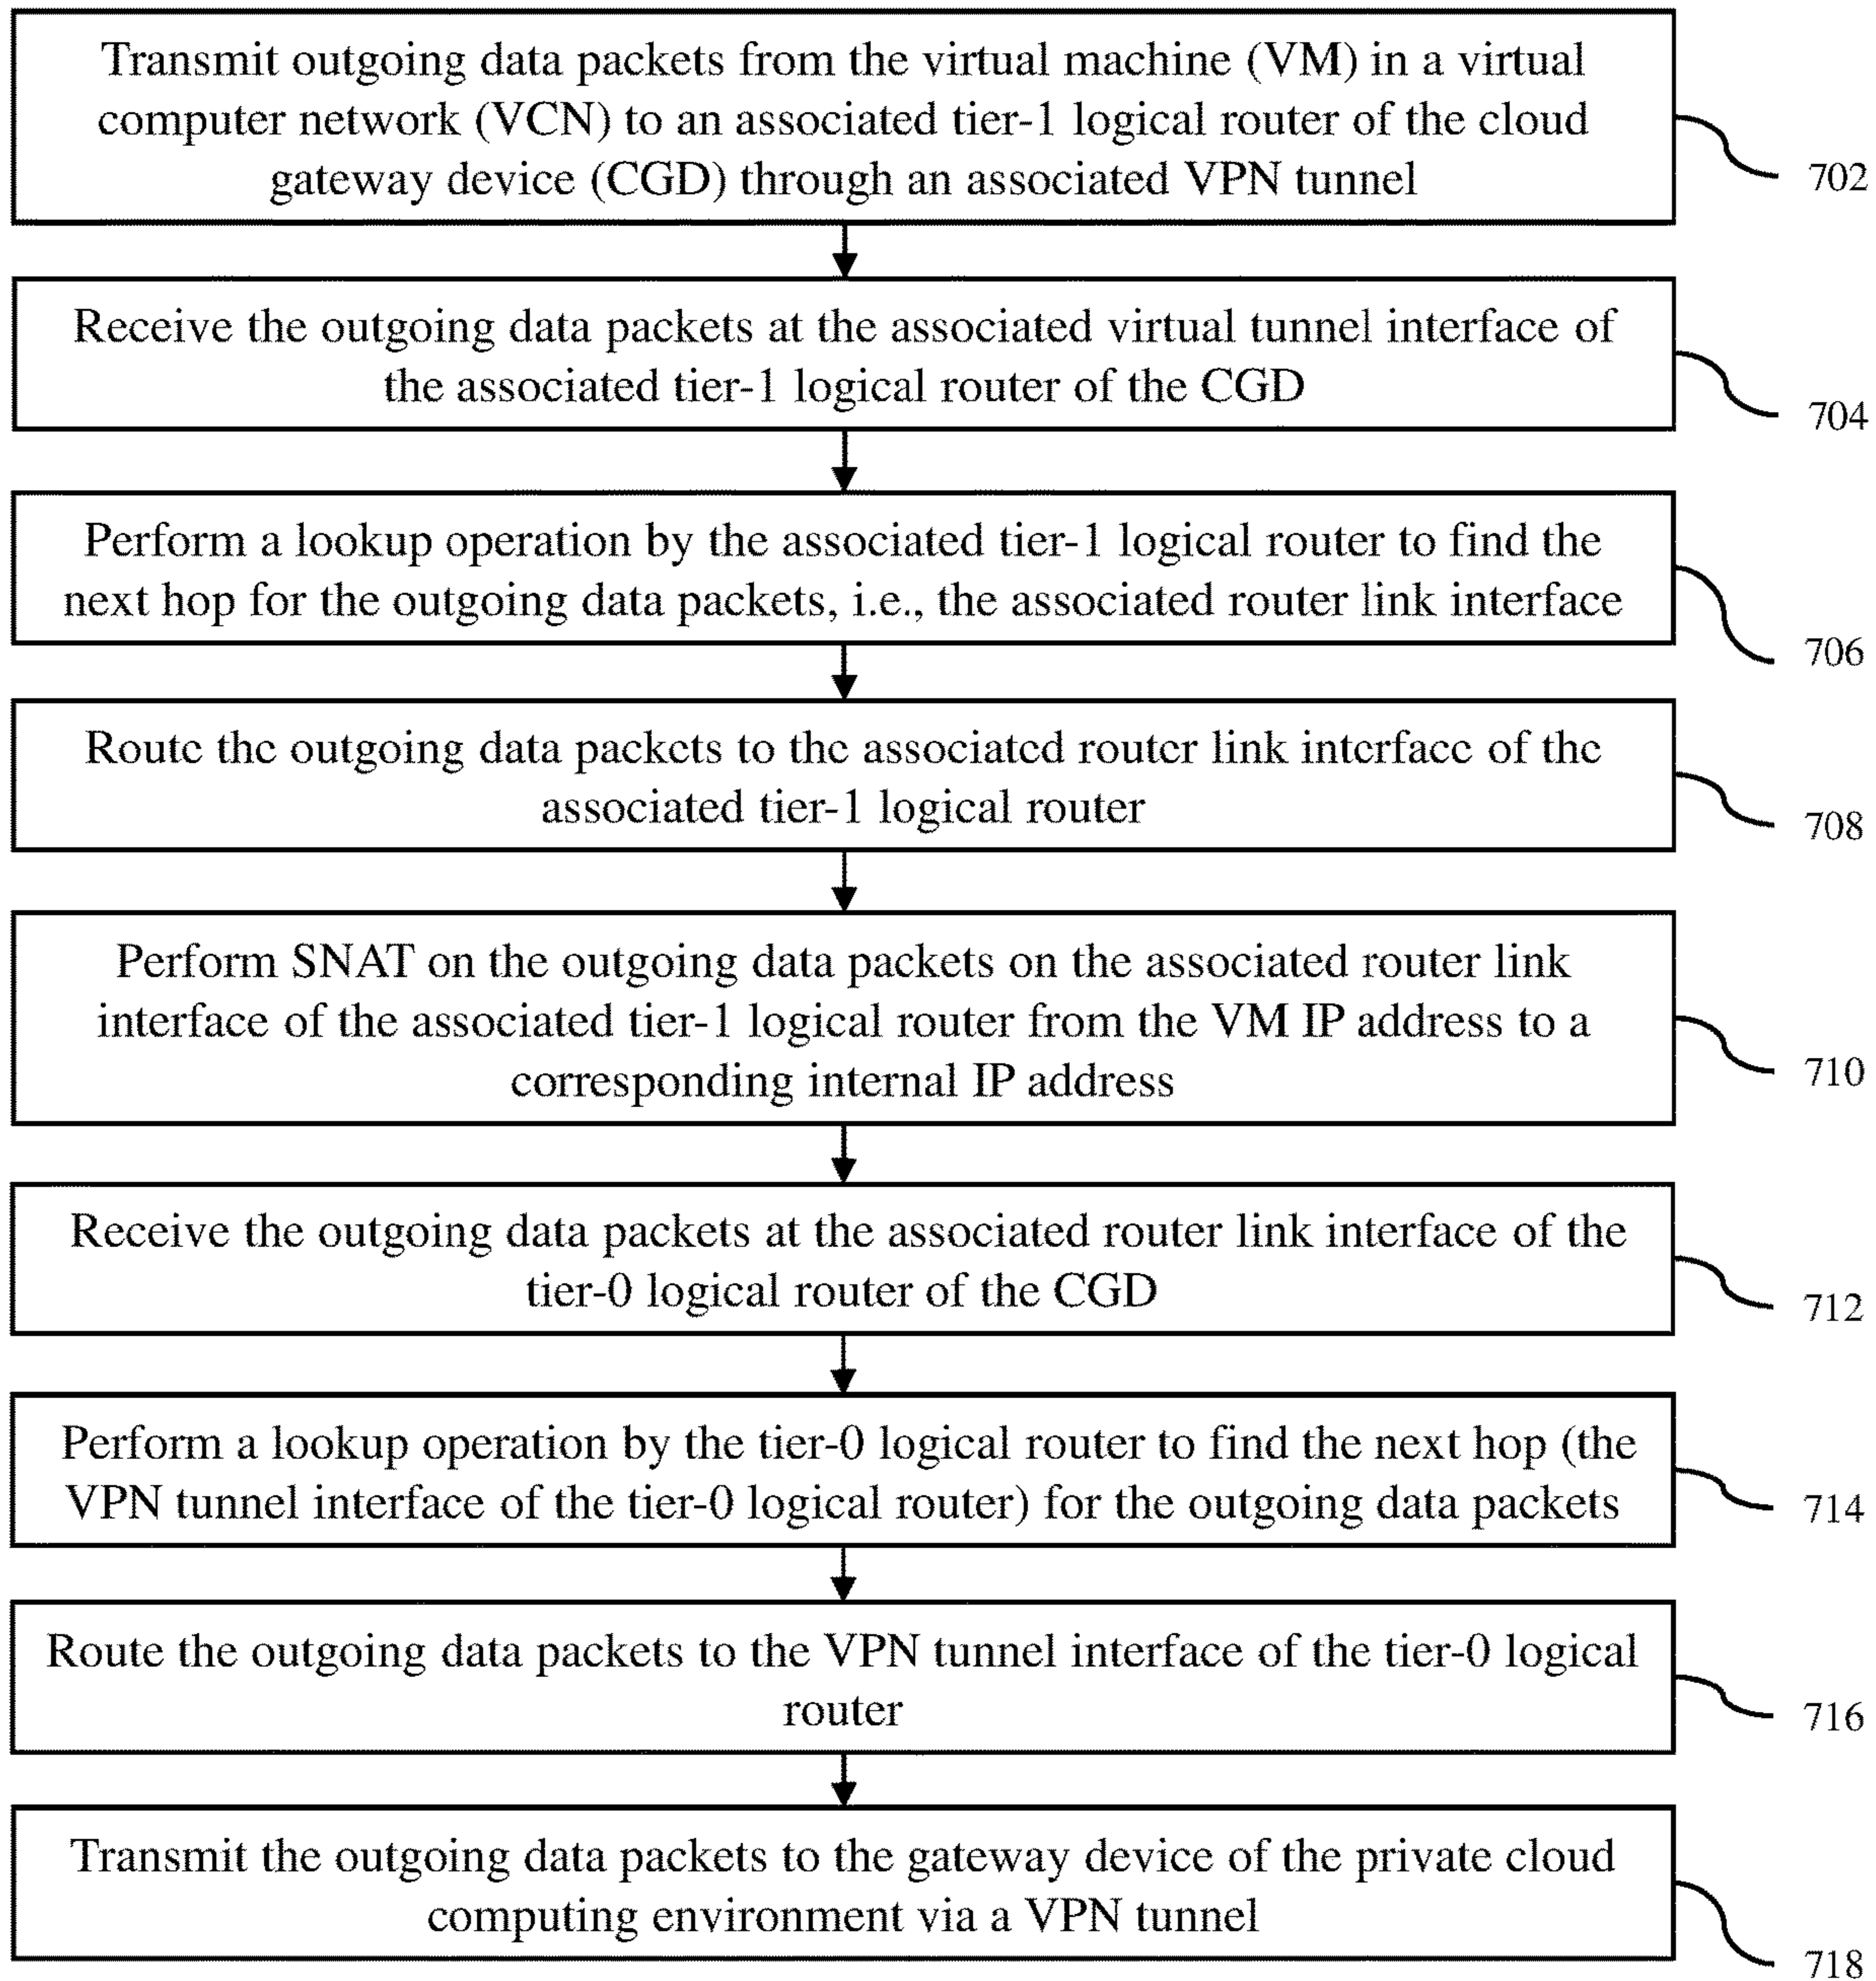 Transmit outgoing data packets from the virtual machine (VM) in a virtual
computer network (VCN) to an associated tier-1 logical router of the cloud
gateway device (CGD) through an associated VPN tunnel
702
Receive the outgoing data packets at the associated virtual tunnel interface of
the associated tier-1 logical router of the CGD
704
Perform a lookup operation by the associated tier-1 logical router to find the
next hop for the outgoing data packets, i.e., the associated router link interface
706
Route the outgoing data packets to the associated router link interface of the
associated tier-1 logical router
708
Perform SNAT on the outgoing data packets on the associated router link
interface of the associated tier-1 logical router from the VM IP address to a
corresponding internal IP address
710
Receive the outgoing data packets at the associated router link interface of the
tier-0 logical router of the CGD
712
Perform a lookup operation by the tier-0 logical router to find the next hop (the
VPN tunnel interface of the tier-0 logical router) for the outgoing data packets
714
Route the outgoing data packets to the VPN tunnel interface of the tier-0 logical
router
716
Transmit the outgoing data packets to the gateway device of the private cloud
computing environment via a VPN tunnel
718